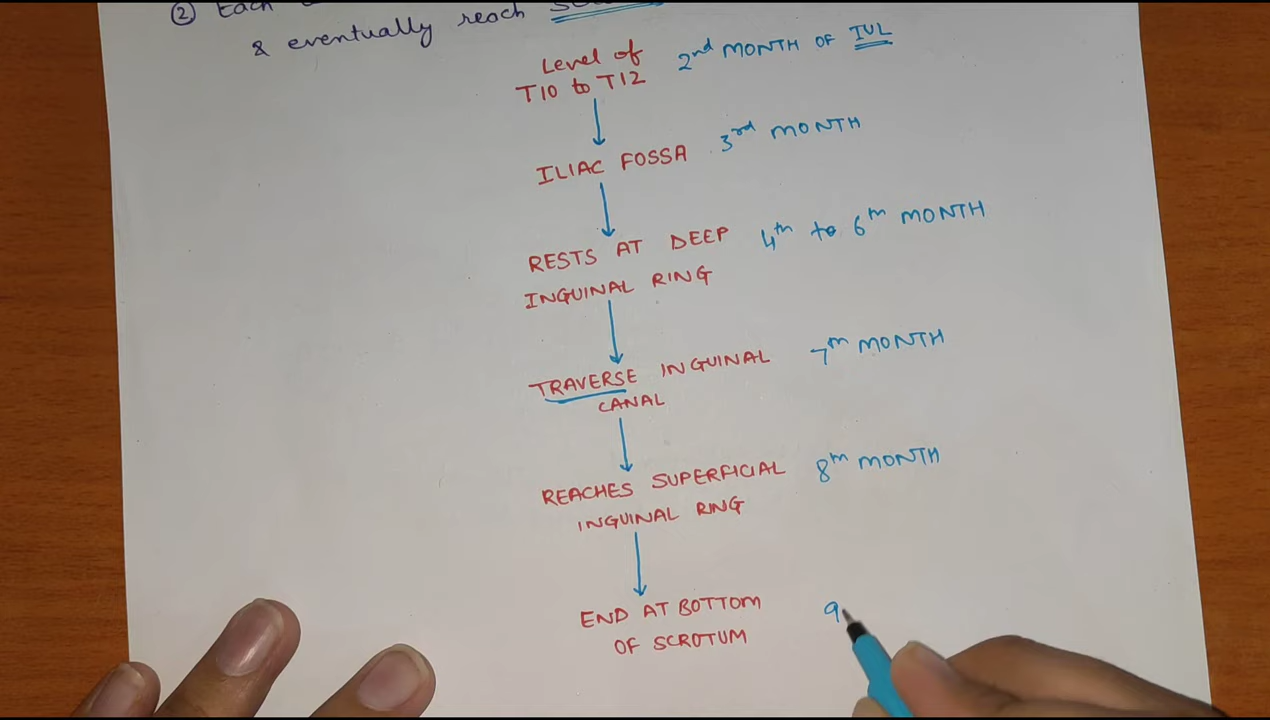 ② Each
& eventually reach
Level of
T10 to T12
2nd MONTH OF IUL
ILIAC FOSSA
3rd MONTH
RESTS AT DEEP
INGUINAL RING
4th to 6th MONTH
TRAVERSE INGUINAL
CANAL
7th MONTH
REACHES SUPERFICIAL
INGUINAL RING
8th MONTH
END AT BOTTOM
OF SCROTUM
9